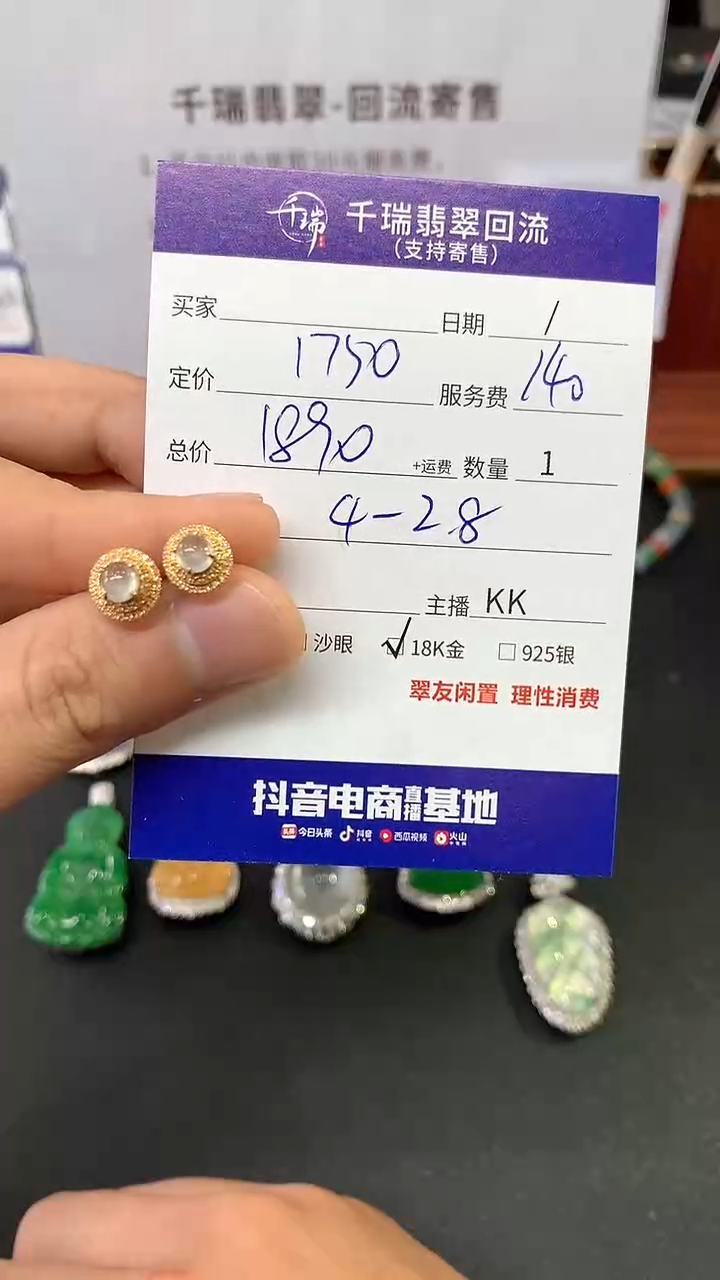 千瑞翡翠-回流寄售
千瑞 千瑞翡翠回流
(支持寄售)
买家 日期 /
定价 1750 服务费 140
总价 1890 +运费 数量 1
4-28
主播 KK
沙眼 ✓ 18K金 □ 925银
翠友闲置 理性消费
抖音电商直播基地
头条 今日头条 抖音 西瓜视频 火山